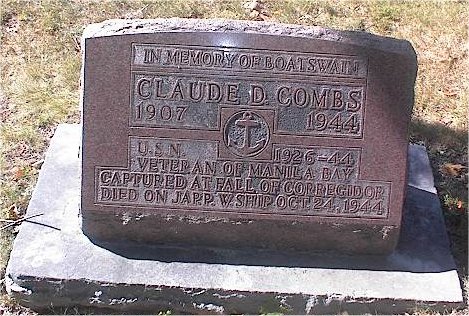 IN MEMORY OF BOATSWAIN
CLAUDE D. COMBS
1907 1944
U.S.N. 1926-44
VETERAN OF MANILA BAY
CAPTURED AT FALL OF CORREGIDOR
DIED ON JAP P.W. SHIP OCT. 24, 1944